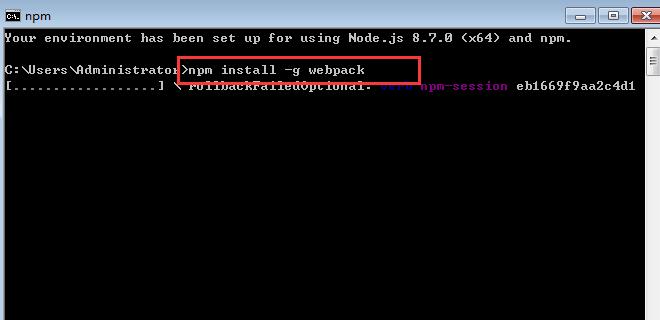 npm
Your environment has been set up for using Node.js 8.7.0 (x64) and npm.
C:\Users\Administrator>npm install -g webpack
[..................] \ rollbackFailedOptional: verb npm-session eb1669f9aa2c4d1